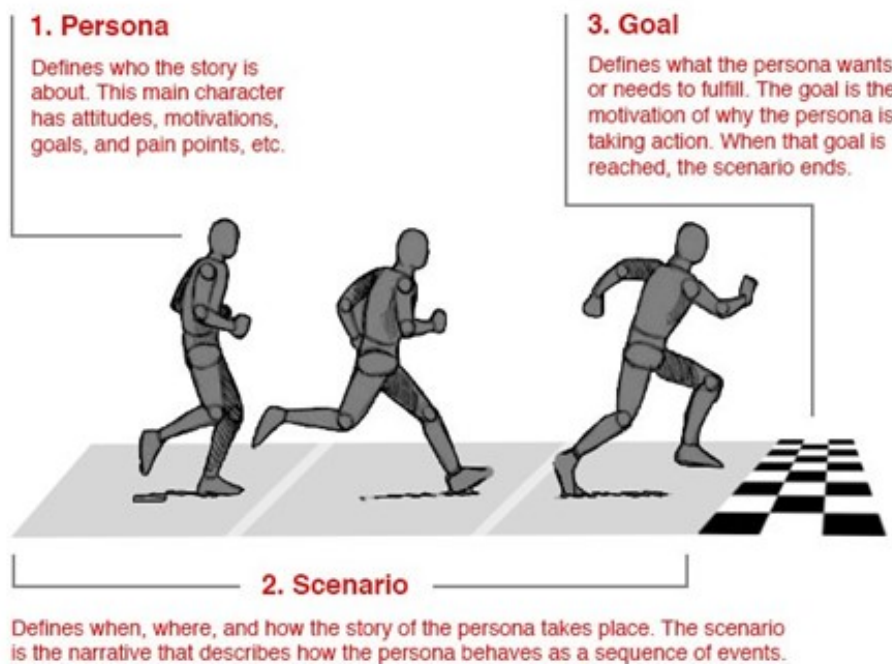 1. Persona
Defines who the story is
about. This main character
has attitudes, motivations,
goals, and pain points, etc.
3. Goal
Defines what the persona wants
or needs to fulfill. The goal is the
motivation of why the persona is
taking action. When that goal is
reached, the scenario ends.
2. Scenario
Defines when, where, and how the story of the persona takes place. The scenario
is the narrative that describes how the persona behaves as a sequence of events.